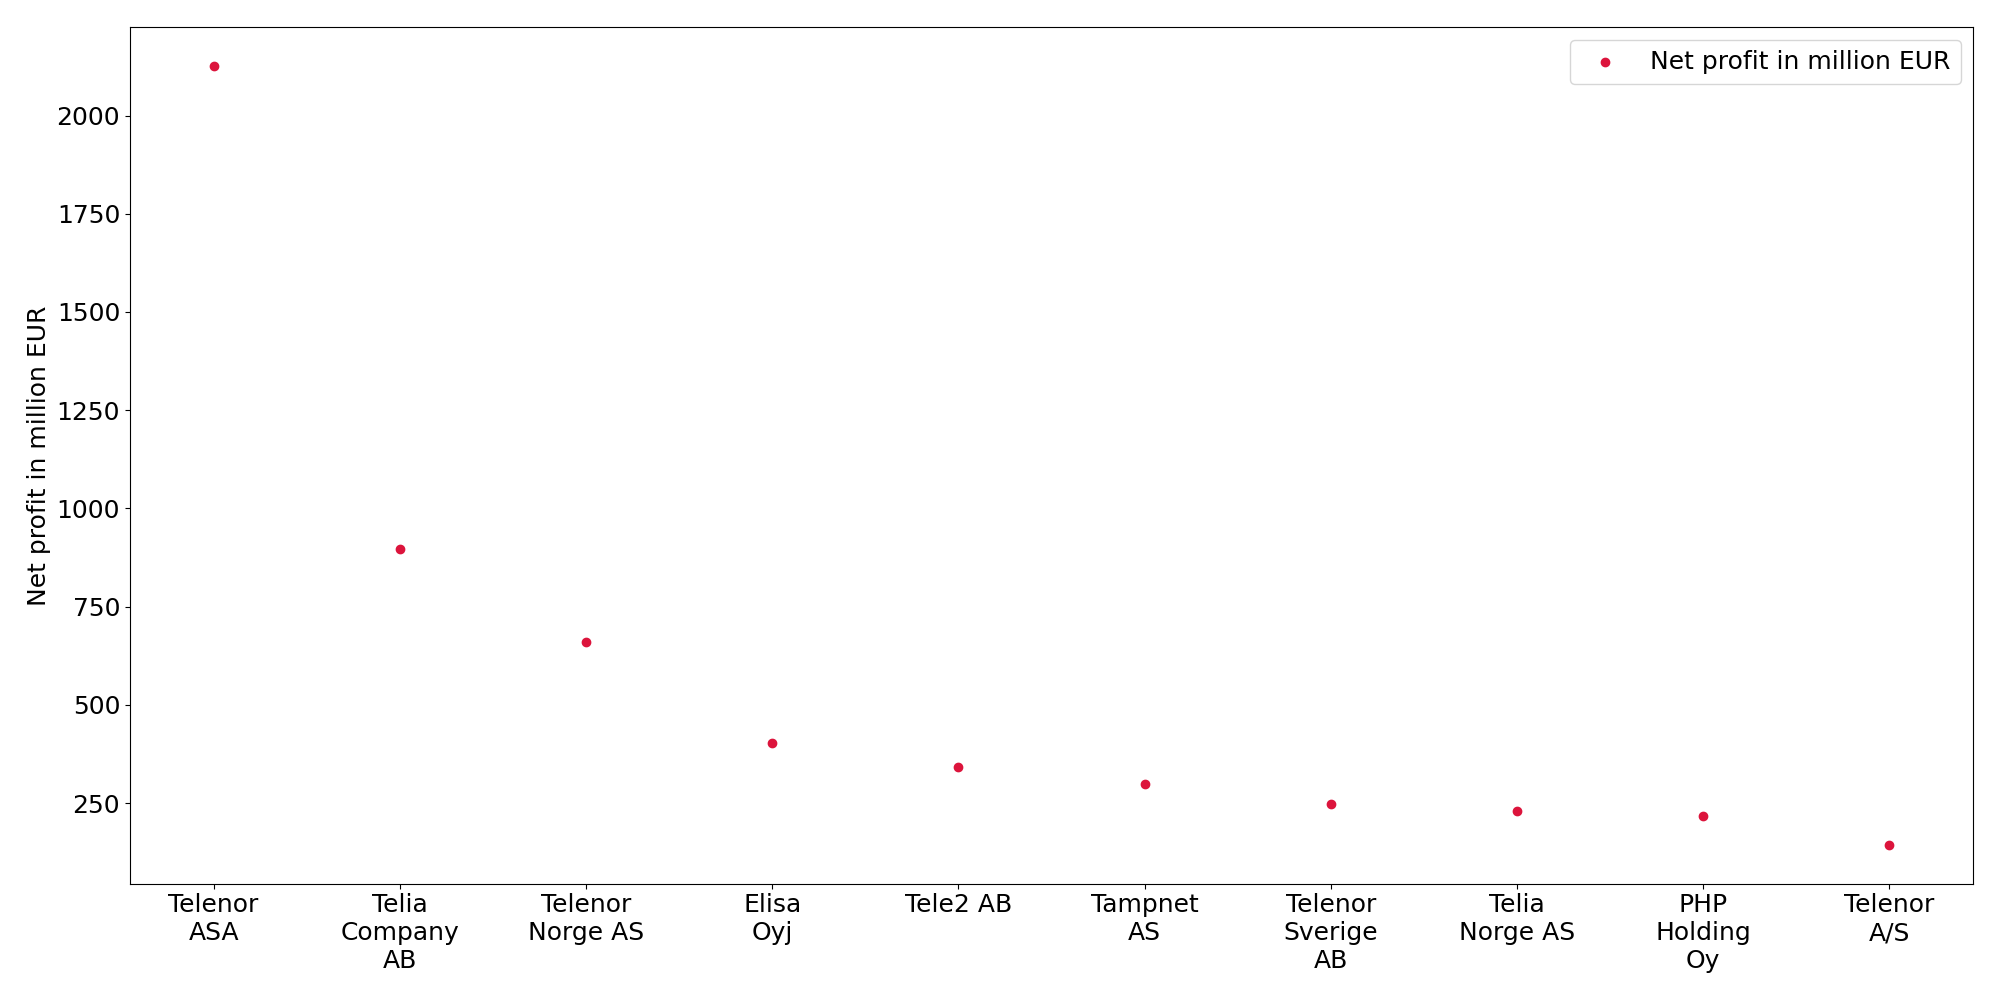 Net profit in million EUR
Net profit in million EUR
2000
1750
1500
1250
1000
750
500
250
Telenor
ASA
Telia
Company
AB
Telenor
Norge AS
Elisa
Oyj
Tele2 AB
Tampnet
AS
Telenor
Sverige
AB
Telia
Norge AS
PHP
Holding
Oy
Telenor
A/S